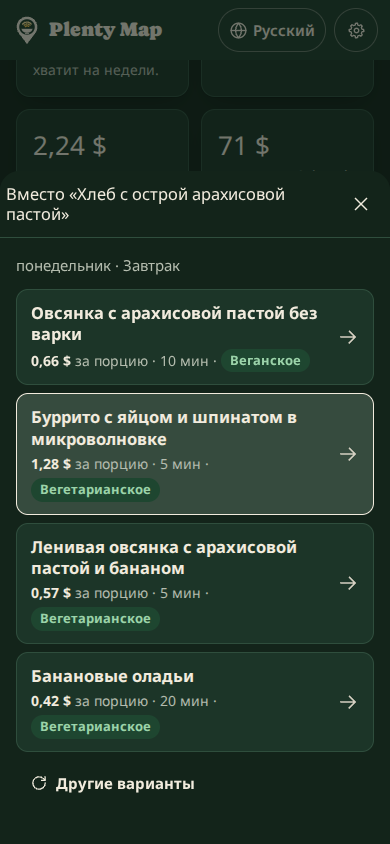 Plenty Map
Русский
хватит на недели.
2,24 $
71 $
Вместо «Хлеб с острой арахисовой
пастой»
понедельник · Завтрак
Овсянка с арахисовой пастой без
варки
0,66 $ за порцию · 10 мин · Веганское
Буррито с яйцом и шпинатом в
микроволновке
1,28 $ за порцию · 5 мин ·
Вегетарианское
Ленивая овсянка с арахисовой
пастой и бананом
0,57 $ за порцию · 5 мин ·
Вегетарианское
Банановые оладьи
0,42 $ за порцию · 20 мин ·
Вегетарианское
Другие варианты